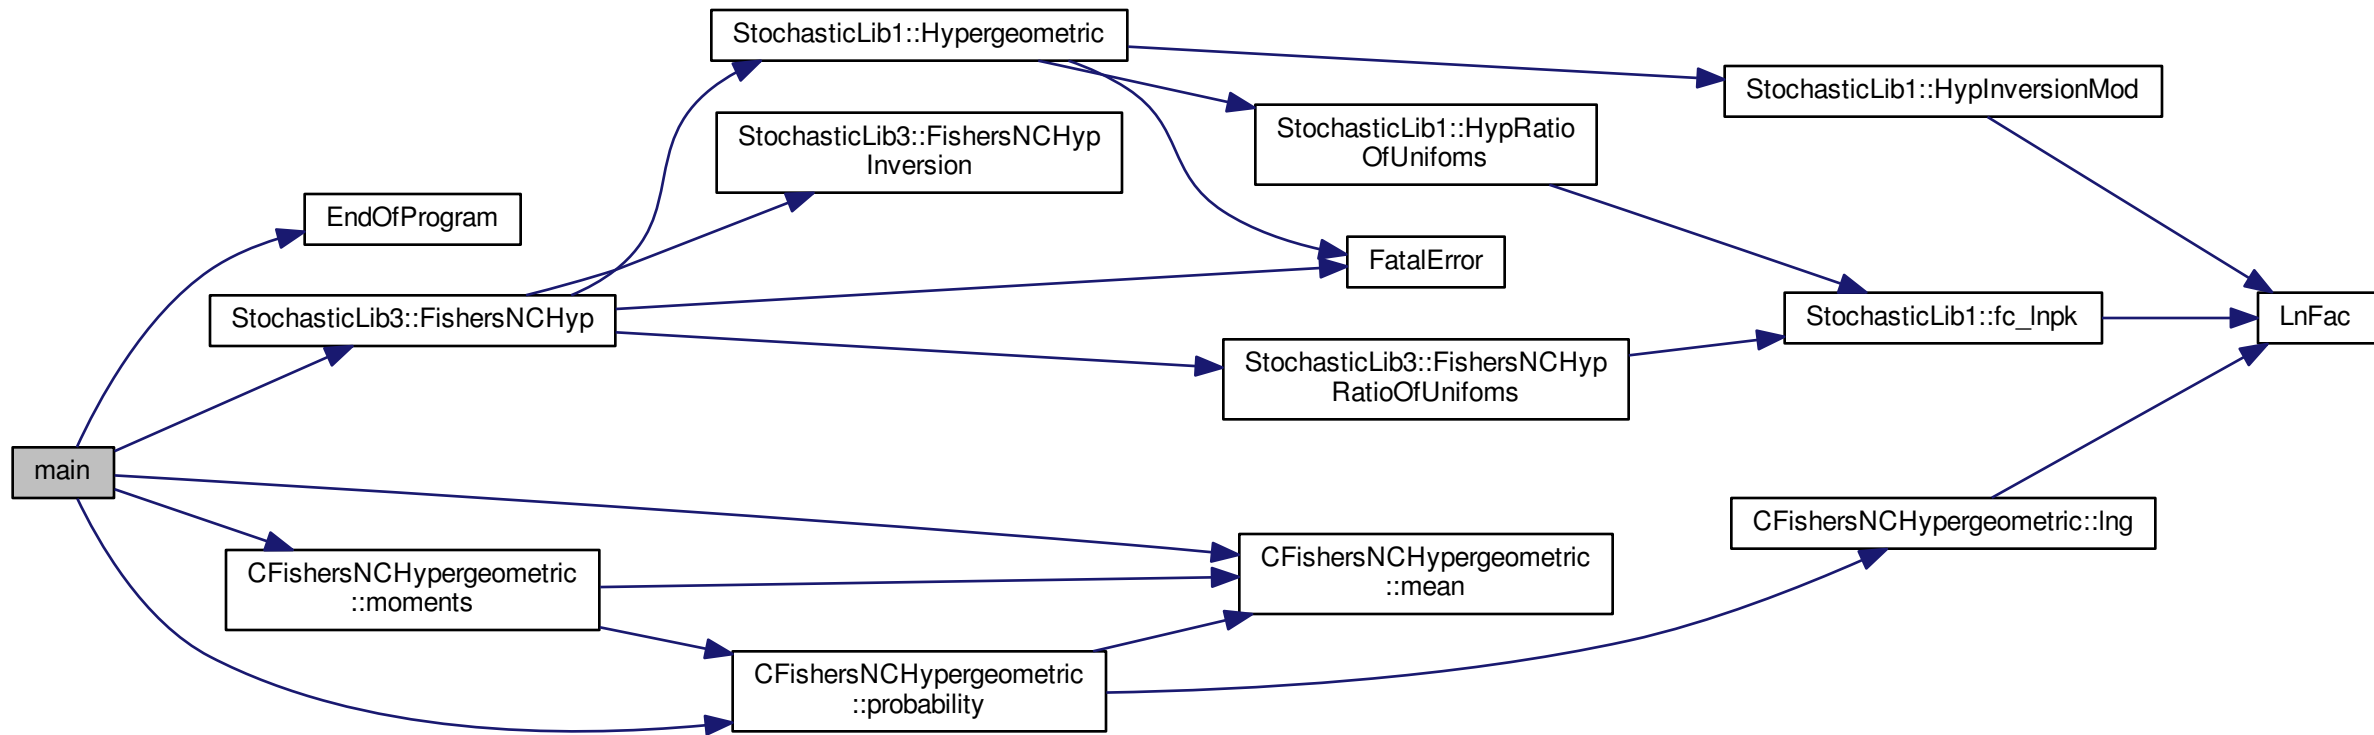 StochasticLib1::Hypergeometric
StochasticLib1::HypInversionMod
StochasticLib3::FishersNCHyp
Inversion
StochasticLib1::HypRatio
OfUnifoms
EndOfProgram
FatalError
StochasticLib3::FishersNCHyp
StochasticLib1::fc_lnpk
LnFac
StochasticLib3::FishersNCHyp
RatioOfUnifoms
main
CFishersNCHypergeometric::lng
CFishersNCHypergeometric
::moments
CFishersNCHypergeometric
::mean
CFishersNCHypergeometric
::probability